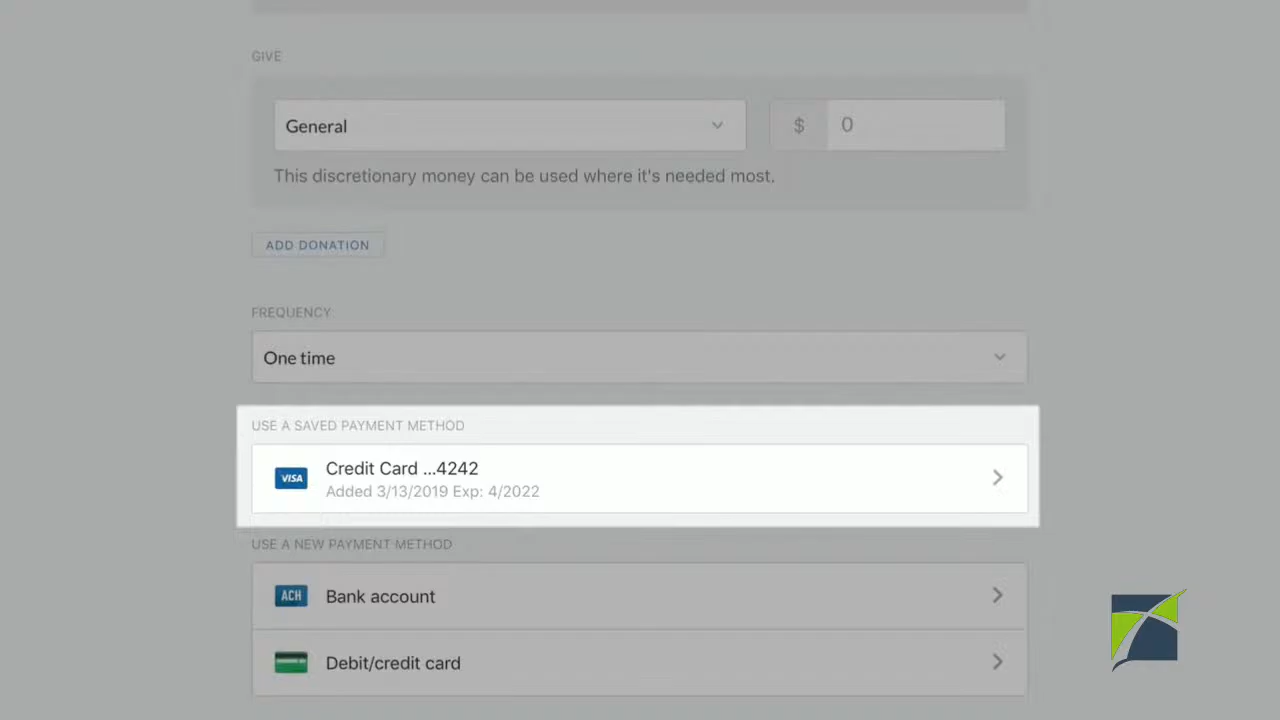 GIVE
General
$ 0
This discretionary money can be used where it's needed most.
ADD DONATION
FREQUENCY
One time
USE A SAVED PAYMENT METHOD
VISA
Credit Card ...4242
Added 3/13/2019 Exp: 4/2022
USE A NEW PAYMENT METHOD
ACH
Bank account
Debit/credit card